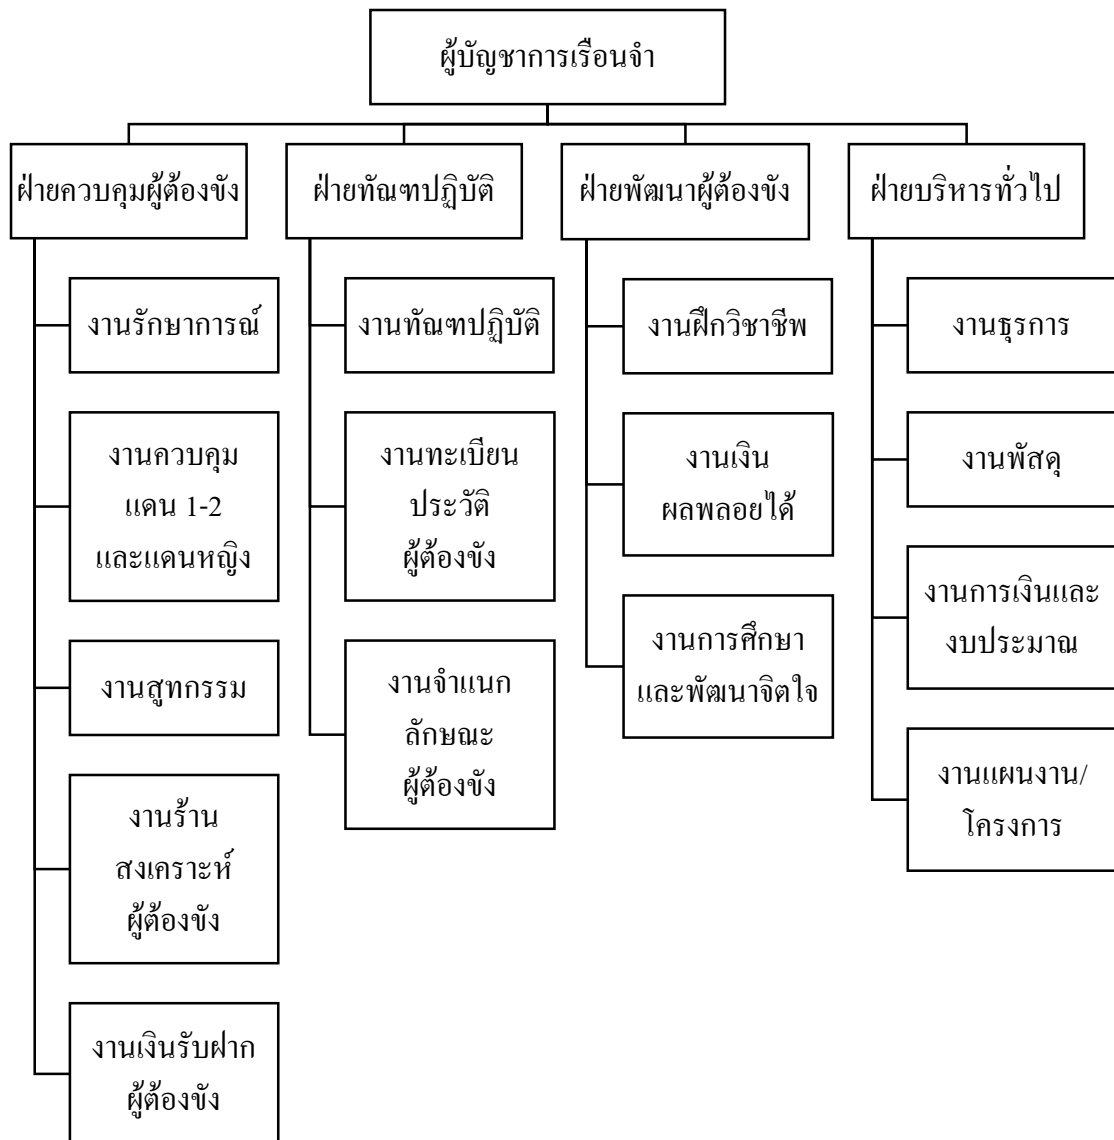 ผู้บัญชาการเรือนจำ
ฝ่ายควบคุมผู้ต้องขัง
ฝ่ายทัณฑปฏิบัติ
ฝ่ายพัฒนาผู้ต้องขัง
ฝ่ายบริหารทั่วไป
งานรักษาการณ์
งานควบคุม
แดน 1-2
และแดนหญิง
งานสูทกรรม
งานร้าน
สงเคราะห์
ผู้ต้องขัง
งานเงินรับฝาก
ผู้ต้องขัง
งานทัณฑปฏิบัติ
งานทะเบียน
ประวัติ
ผู้ต้องขัง
งานจำแนก
ลักษณะ
ผู้ต้องขัง
งานฝึกวิชาชีพ
งานเงิน
ผลพลอยได้
งานการศึกษา
และพัฒนาจิตใจ
งานธุรการ
งานพัสดุ
งานการเงินและ
งบประมาณ
งานแผนงาน/
โครงการ